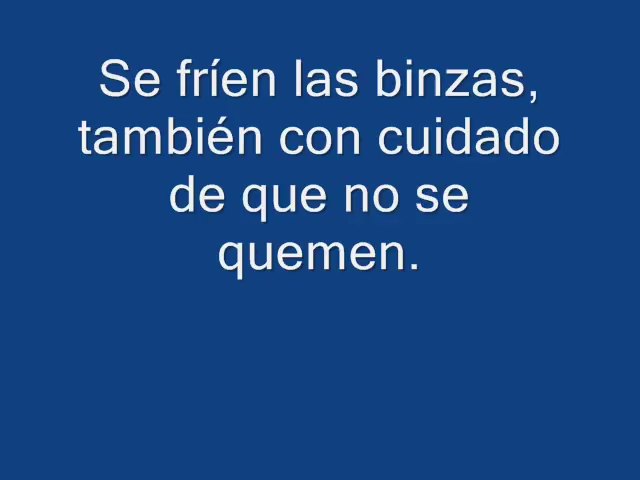 Se fríen las binzas,
también con cuidado
de que no se
quemen.